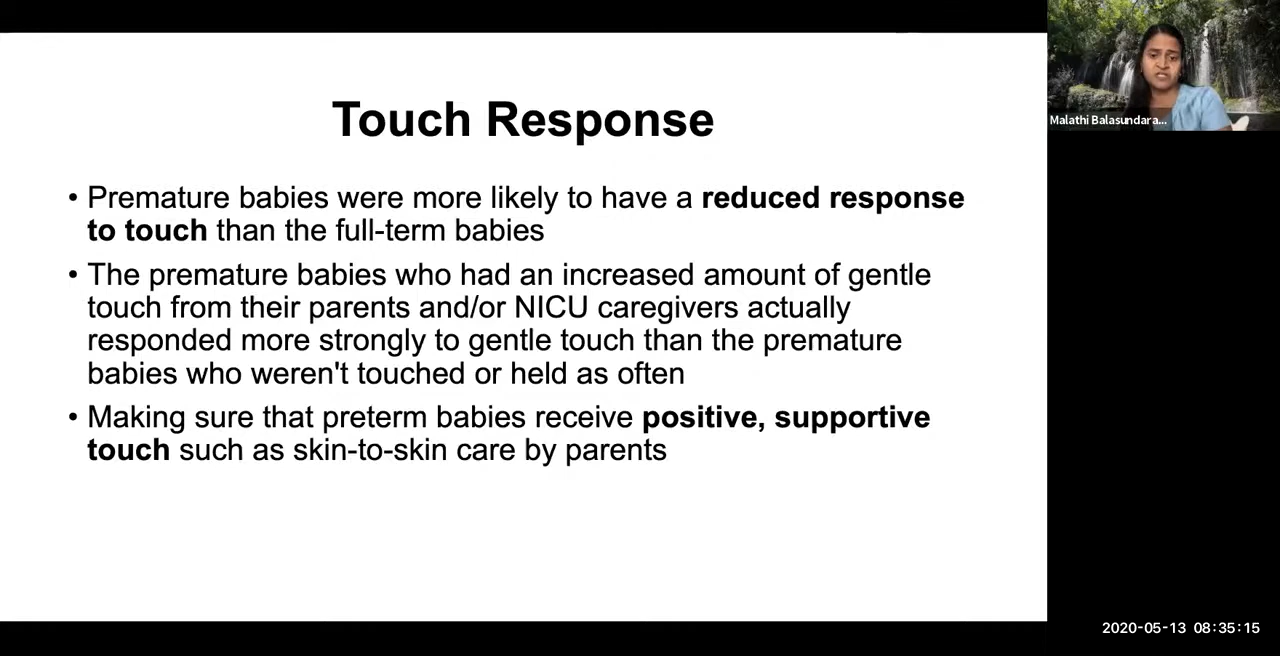 Touch Response
• Premature babies were more likely to have a reduced response
to touch than the full-term babies
• The premature babies who had an increased amount of gentle
touch from their parents and/or NICU caregivers actually
responded more strongly to gentle touch than the premature
babies who weren't touched or held as often
• Making sure that preterm babies receive positive, supportive
touch such as skin-to-skin care by parents
Malathi Balasundara...
2020-05-13 08:35:15